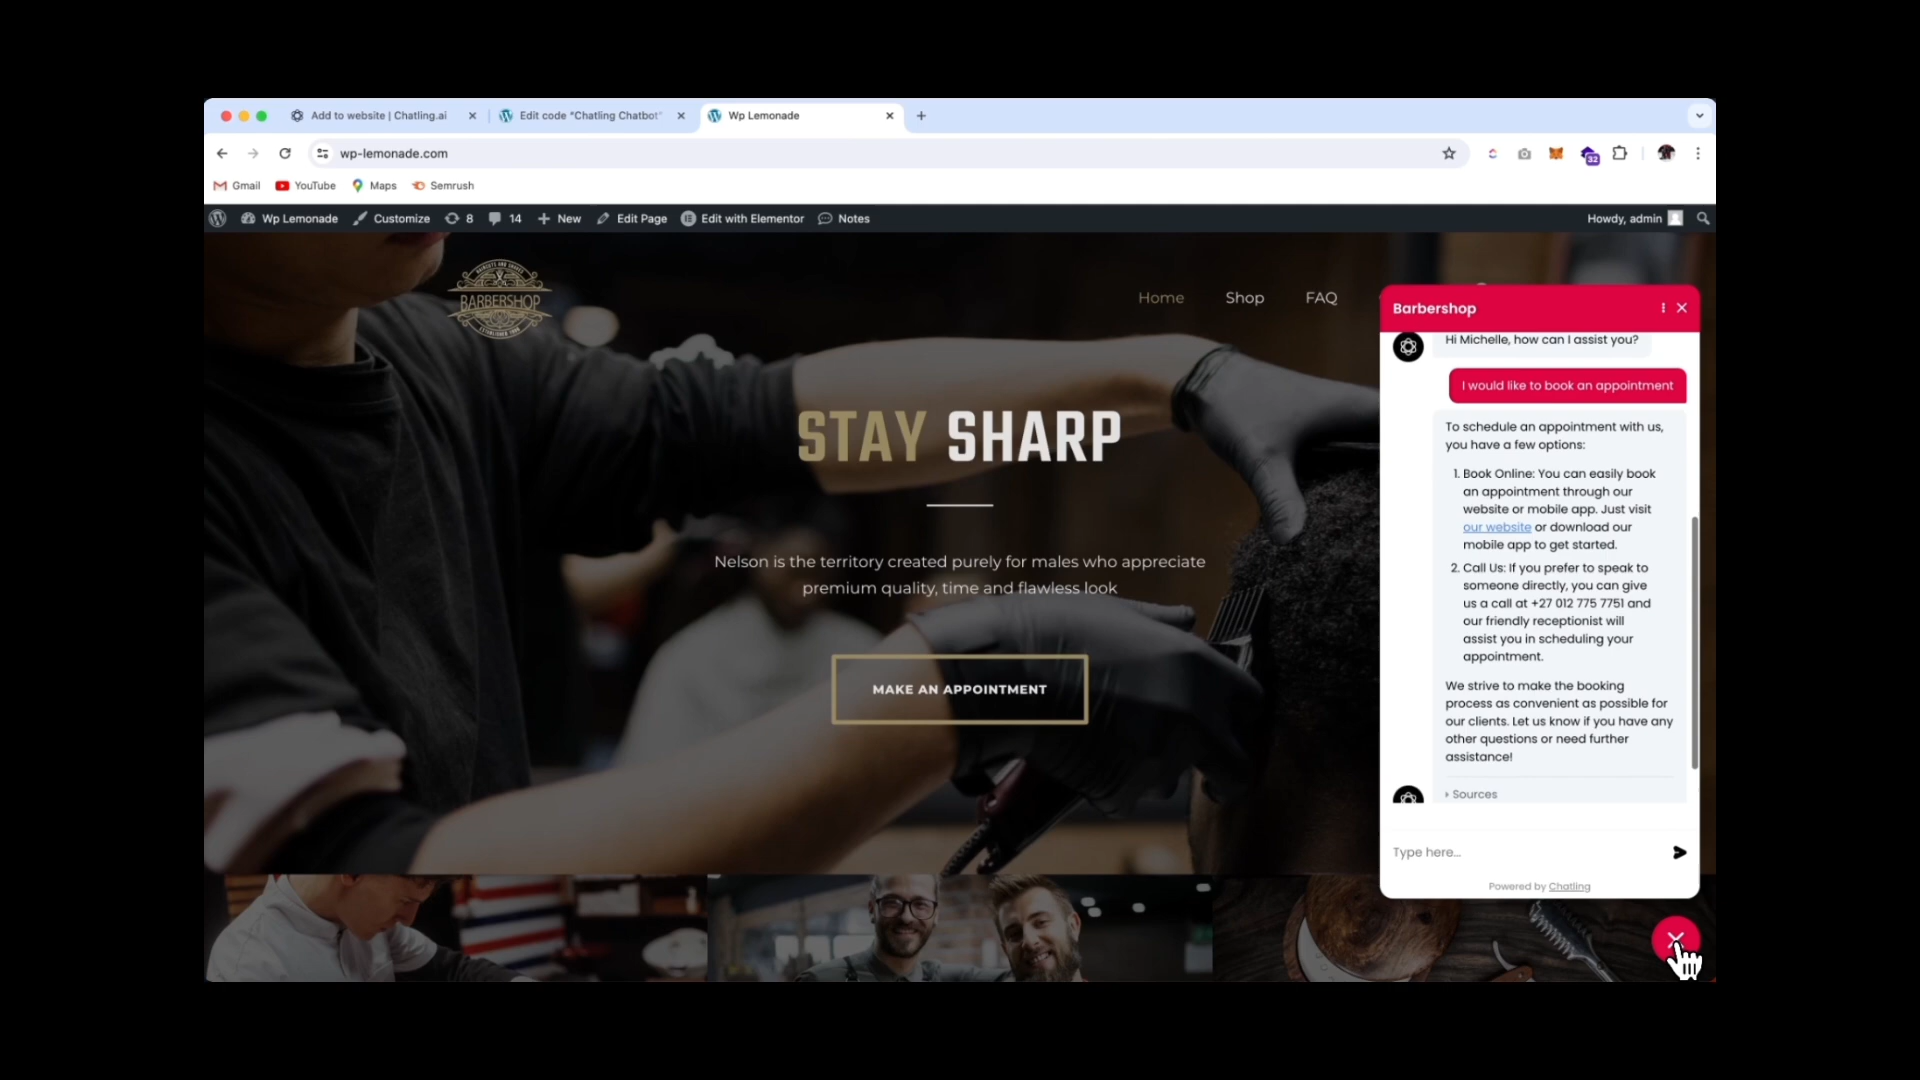 Add to website | Chatling.ai
Edit code "Chatling Chatbot"
Wp Lemonade
wp-lemonade.com
32
Gmail
YouTube
Maps
Semrush
Wp Lemonade
Customize
8
14
New
Edit Page
Edit with Elementor
Notes
Howdy, admin
BARBERSHOP
Home
Shop
FAQ
STAY SHARP
Nelson is the territory created purely for males who appreciate
premium quality, time and flawless look
MAKE AN APPOINTMENT
Barbershop
Hi Michelle, how can I assist you?
I would like to book an appointment
To schedule an appointment with us,
you have a few options:
1. Book Online: You can easily book
an appointment through our
website or mobile app. Just visit
our website or download our
mobile app to get started.
2. Call Us: If you prefer to speak to
someone directly, you can give
us a call at +27 012 775 7751 and
our friendly receptionist will
assist you in scheduling your
appointment.
We strive to make the booking
process as convenient as possible for
our clients. Let us know if you have any
other questions or need further
assistance!
Sources
Type here...
Powered by Chatling